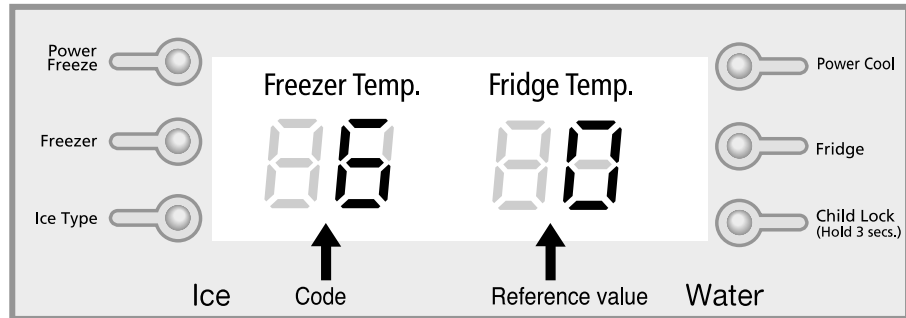 Power
Freeze
Freezer
Ice Type
Freezer Temp.
Fridge Temp.
6
0
Power Cool
Fridge
Child Lock
(Hold 3 secs.)
Ice
Code
Reference value
Water